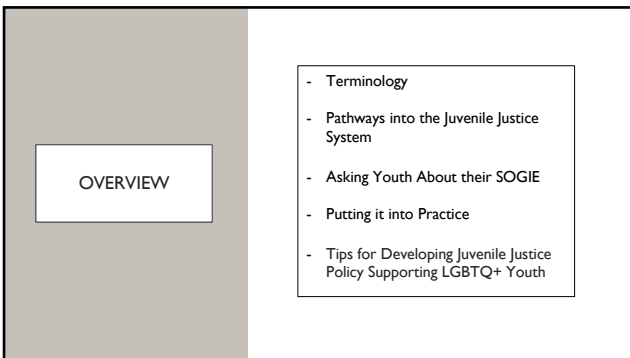 OVERVIEW
- Terminology
- Pathways into the Juvenile Justice
System
- Asking Youth About their SOGIE
- Putting it into Practice
- Tips for Developing Juvenile Justice
Policy Supporting LGBTQ+ Youth